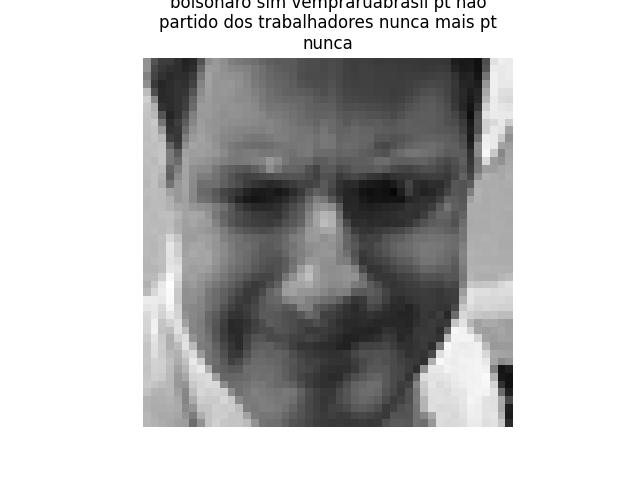 bolsonaro sim vempraruabrasil pt não
partido dos trabalhadores nunca mais pt
nunca